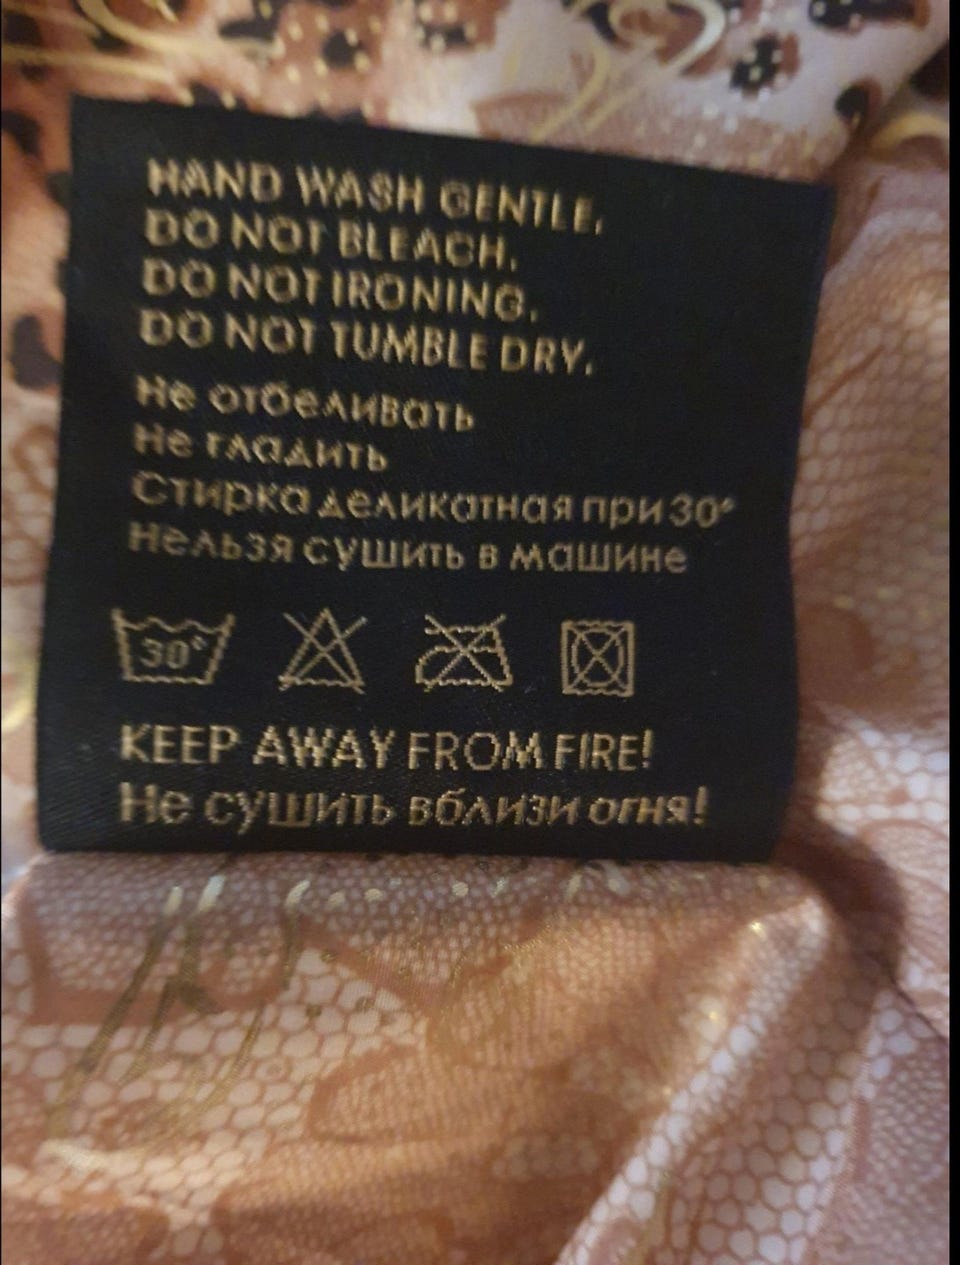 HAND WASH GENTLE.
DO NOT BLEACH.
DO NOT IRONING.
DO NOT TUMBLE DRY.
Не отбеливать
Не гладить
Стирка деликатная при 30°
Нельзя сушить в машине
30°
KEEP AWAY FROM FIRE!
Не сушить вблизи огня!